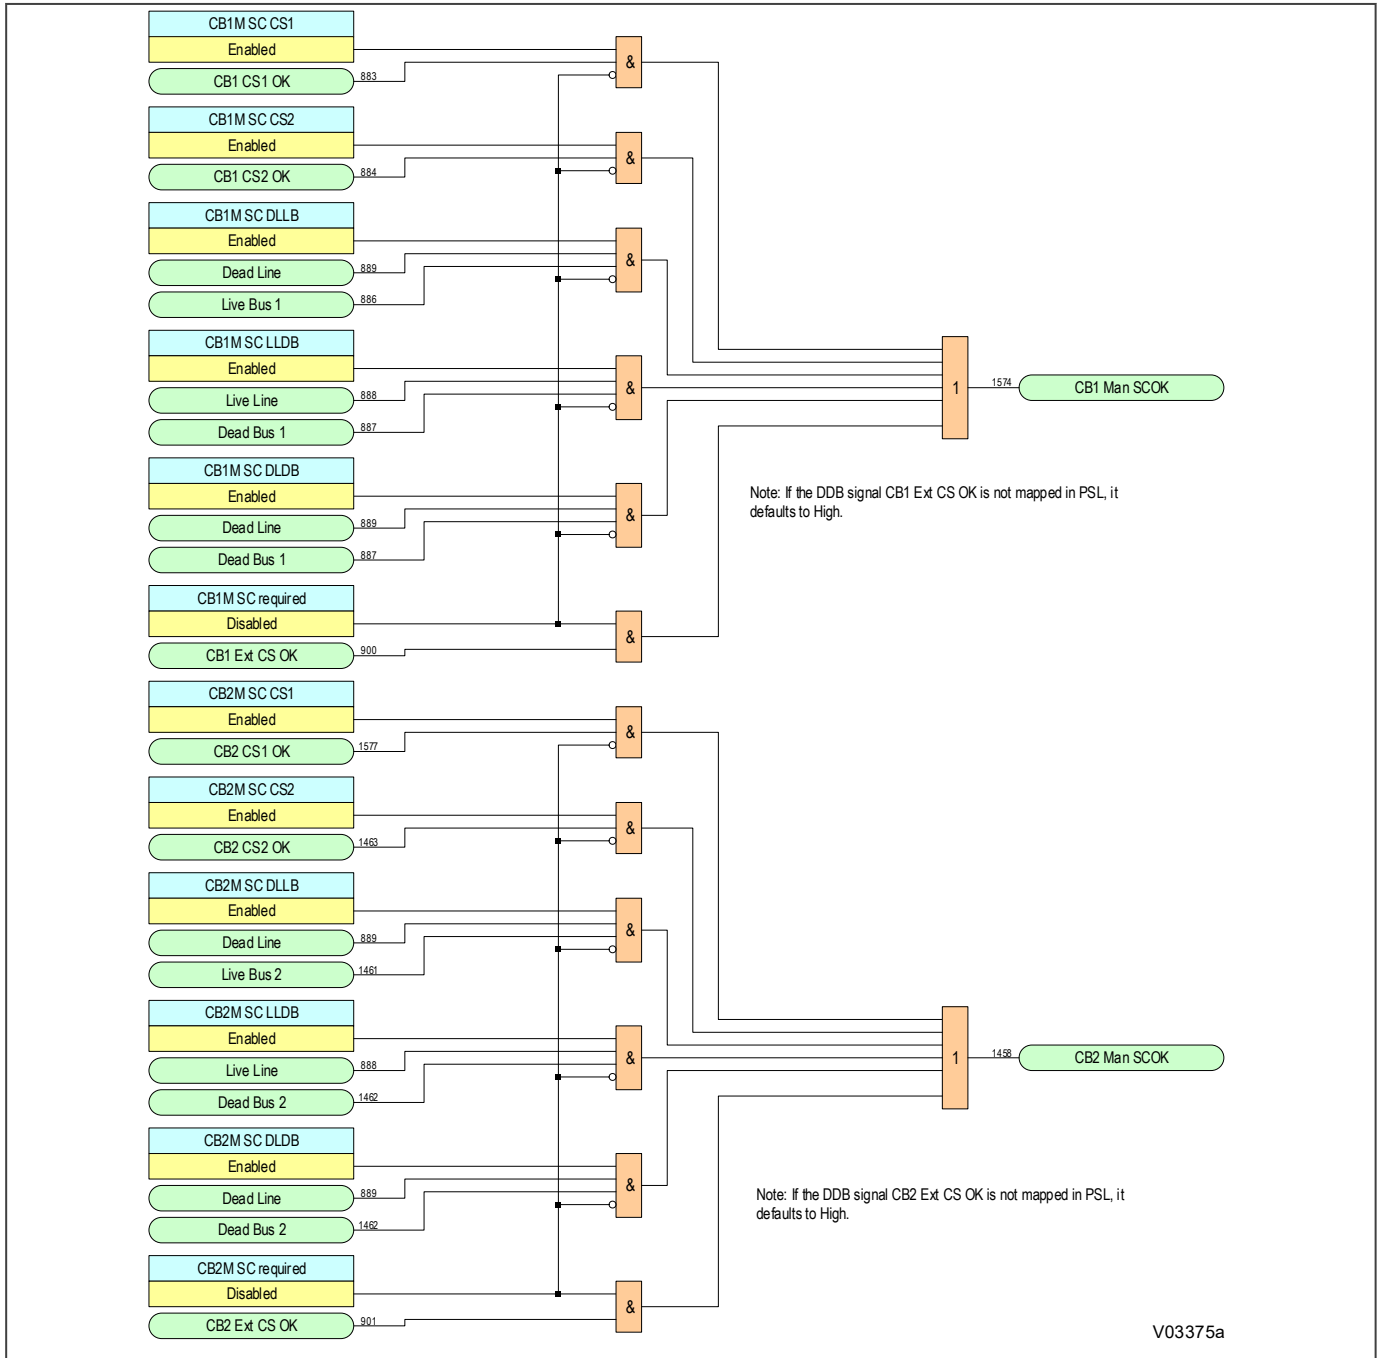 CB1M SC CS1
Enabled
&
CB1 CS1 OK
883
CB1M SC CS2
Enabled
&
CB1 CS2 OK
884
CB1M SC DLLB
Enabled
&
Dead Line
889
Live Bus 1
886
CB1M SC LLDB
Enabled
&
Live Line
888
Dead Bus 1
887
1
1574
CB1 Man SCOK
CB1M SC DLDB
Enabled
&
Dead Line
889
Dead Bus 1
887
Note: If the DDB signal CB1 Ext CS OK is not mapped in PSL, it
defaults to High.
CB1M SC required
Disabled
&
CB1 Ext CS OK
900
CB2M SC CS1
Enabled
&
CB2 CS1 OK
1577
CB2M SC CS2
Enabled
&
CB2 CS2 OK
1463
CB2M SC DLLB
Enabled
&
Dead Line
889
Live Bus 2
1461
CB2M SC LLDB
Enabled
&
Live Line
888
Dead Bus 2
1462
1
1458
CB2 Man SCOK
CB2M SC DLDB
Enabled
&
Dead Line
889
Dead Bus 2
1462
Note: If the DDB signal CB2 Ext CS OK is not mapped in PSL, it
defaults to High.
CB2M SC required
Disabled
&
CB2 Ext CS OK
901
V03375a